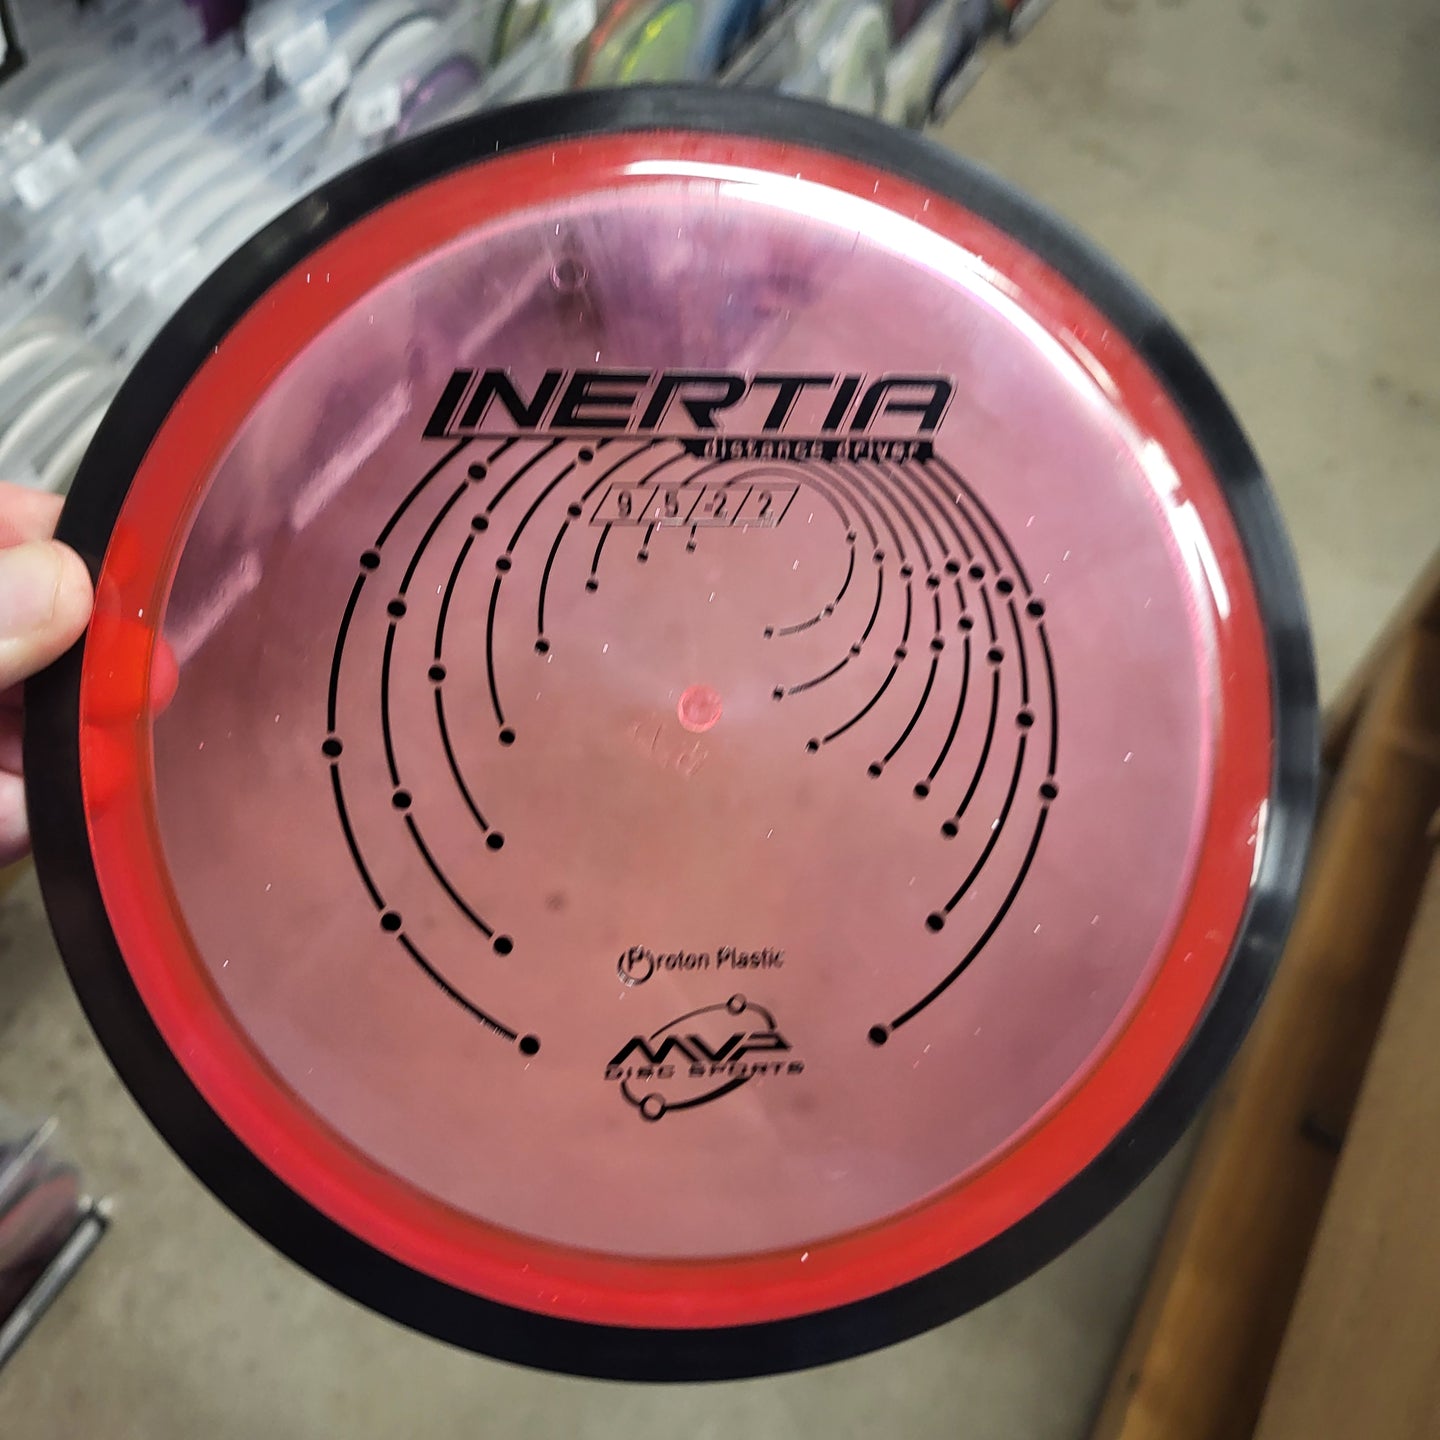 INERTIA
distance driver
9 5 -2 2
Proton Plastic
MVP
DISC SPORTS